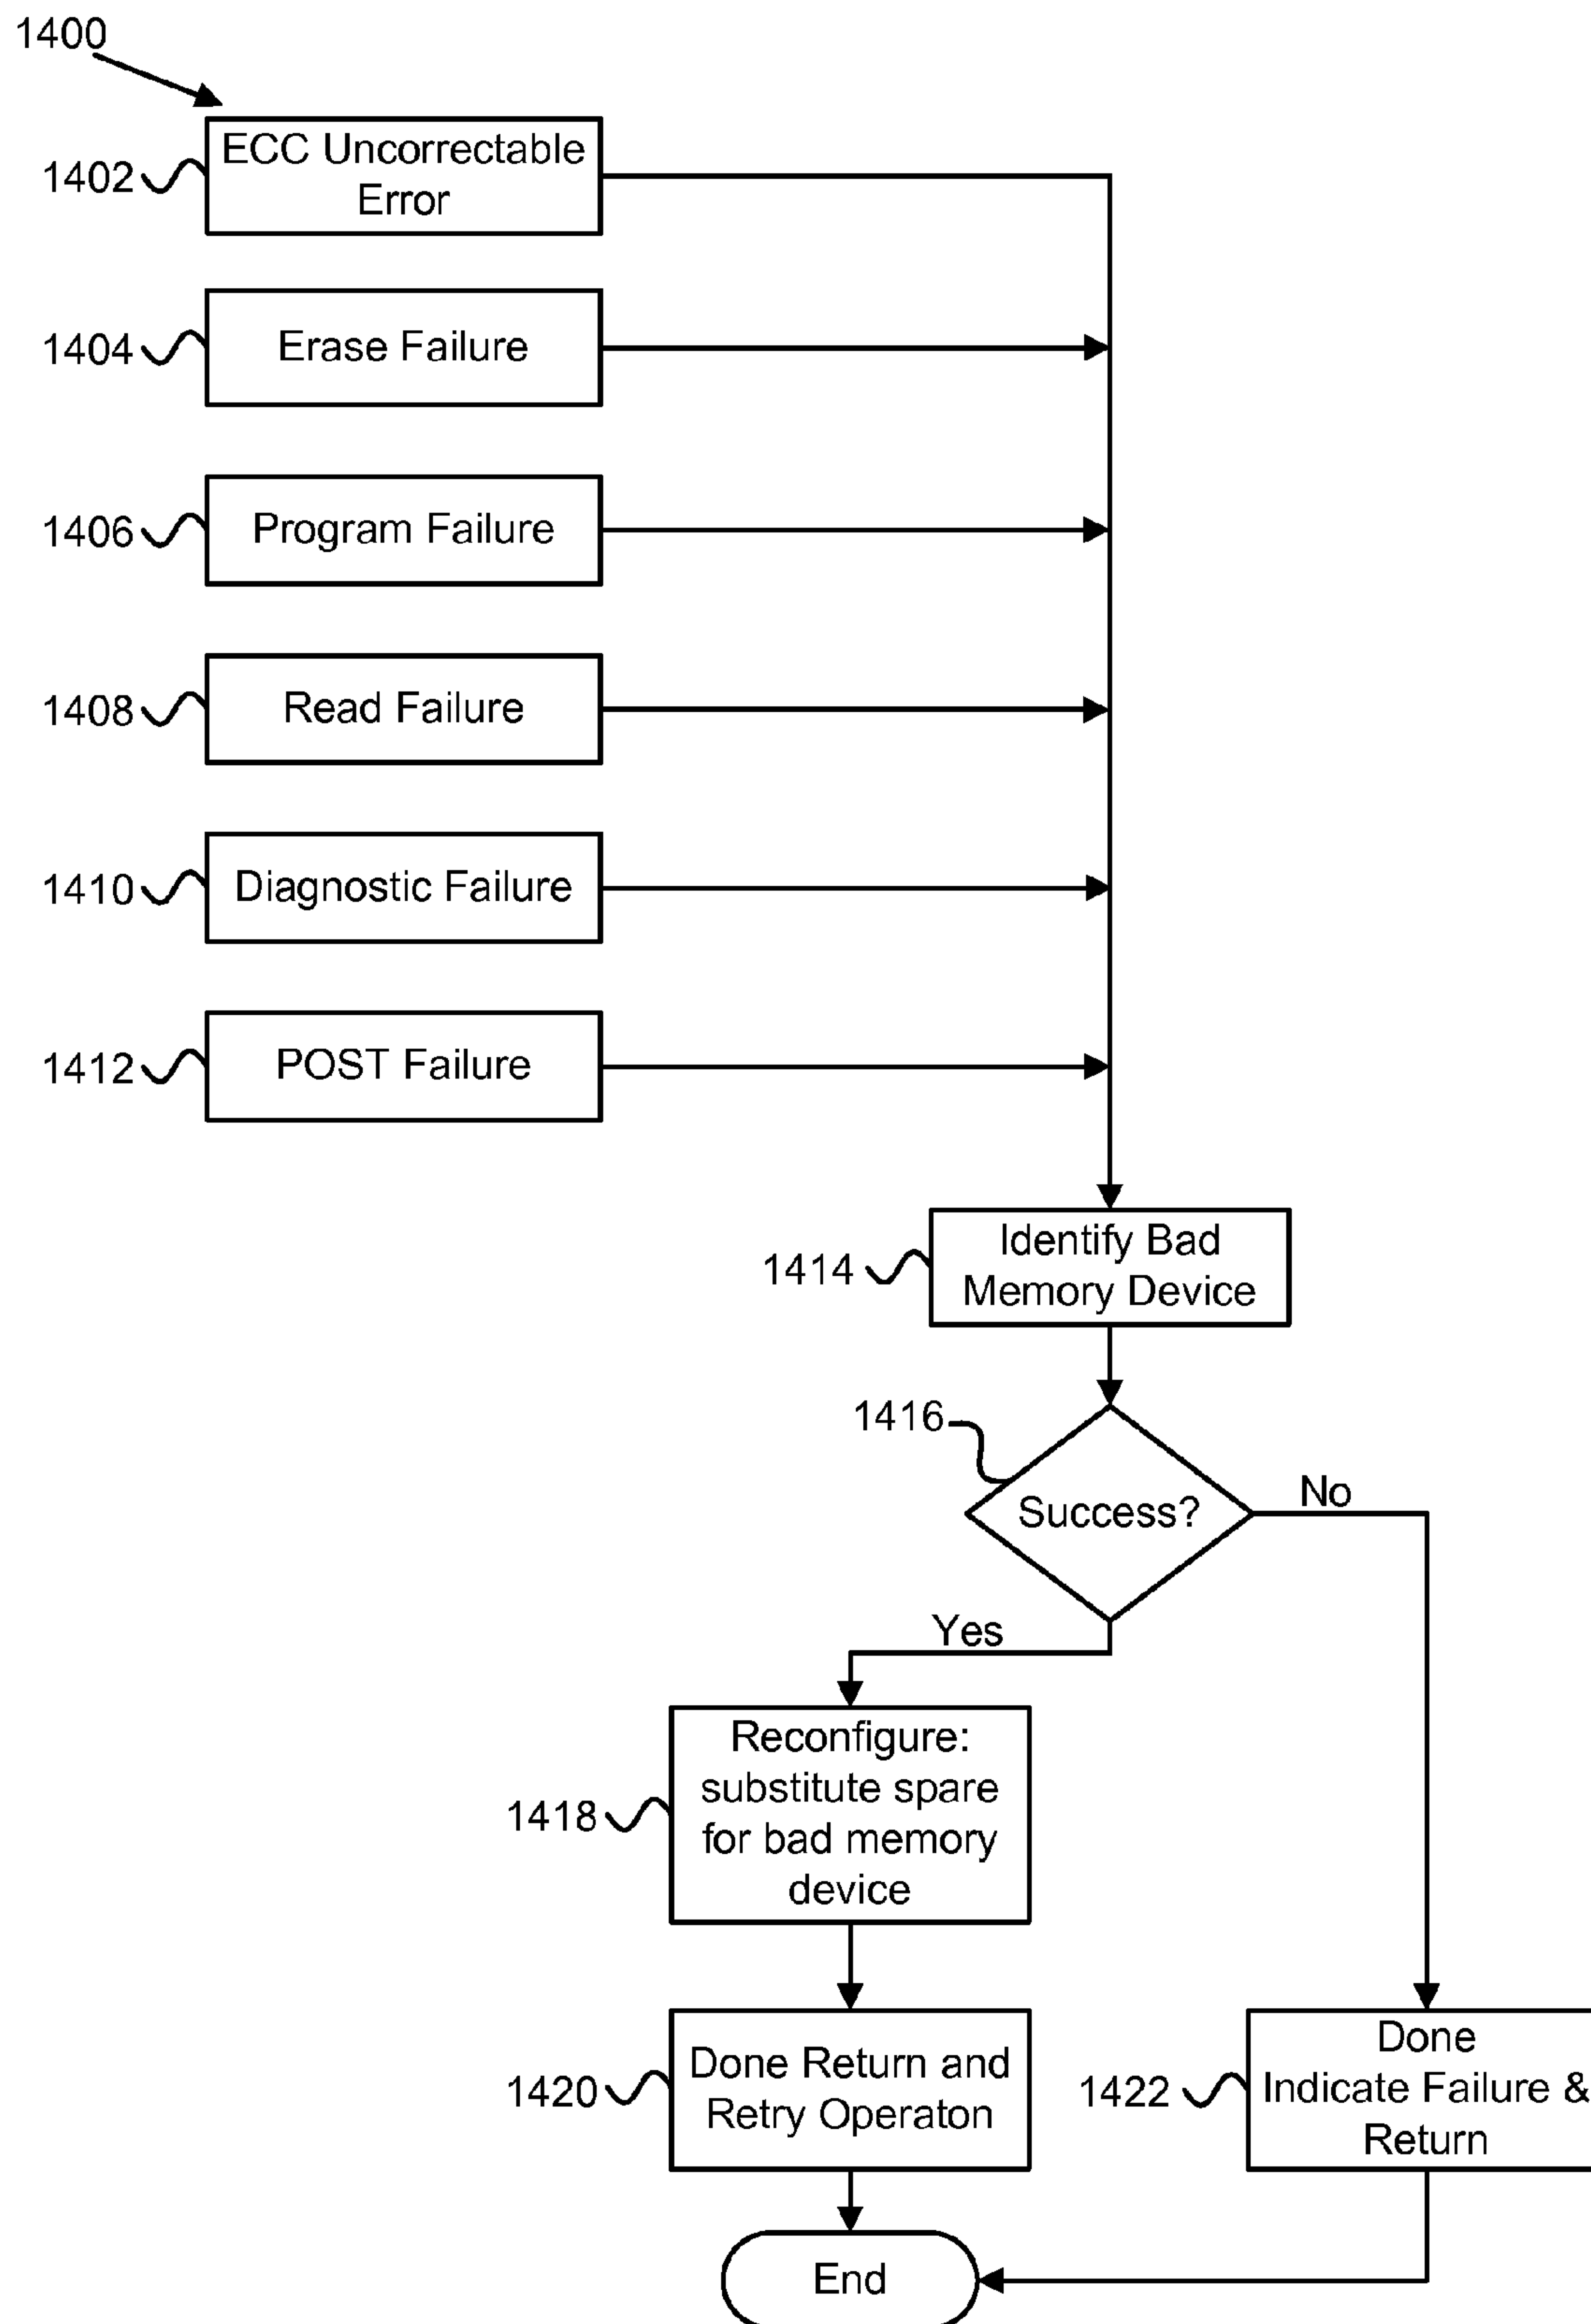 1400
1402
ECC Uncorrectable
Error
1404
Erase Failure
1406
Program Failure
1408
Read Failure
1410
Diagnostic Failure
1412
POST Failure
1414
Identify Bad
Memory Device
1416
Success?
No
Yes
1418
Reconfigure:
substitute spare
for bad memory
device
1420
Done Return and
Retry Operaton
1422
Done
Indicate Failure &
Return
End